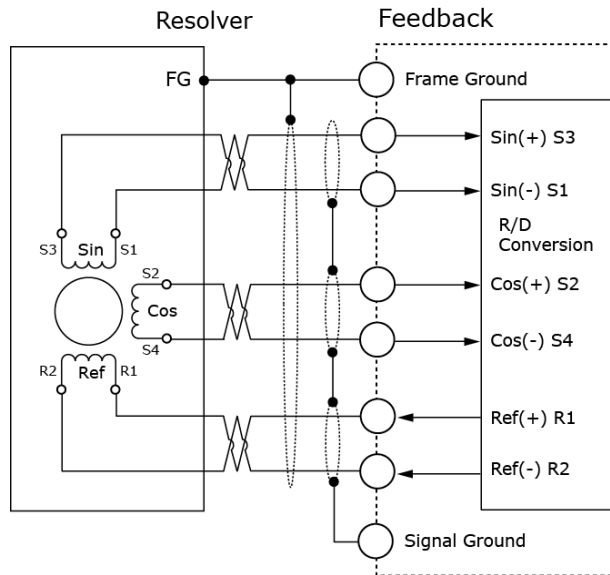 Resolver
Feedback
FG
Frame Ground
Sin(+) S3
Sin(-) S1
R/D
Conversion
S3
Sin
S1
S2
Cos
S4
Cos(+) S2
Cos(-) S4
R2
Ref
R1
Ref(+) R1
Ref(-) R2
Signal Ground